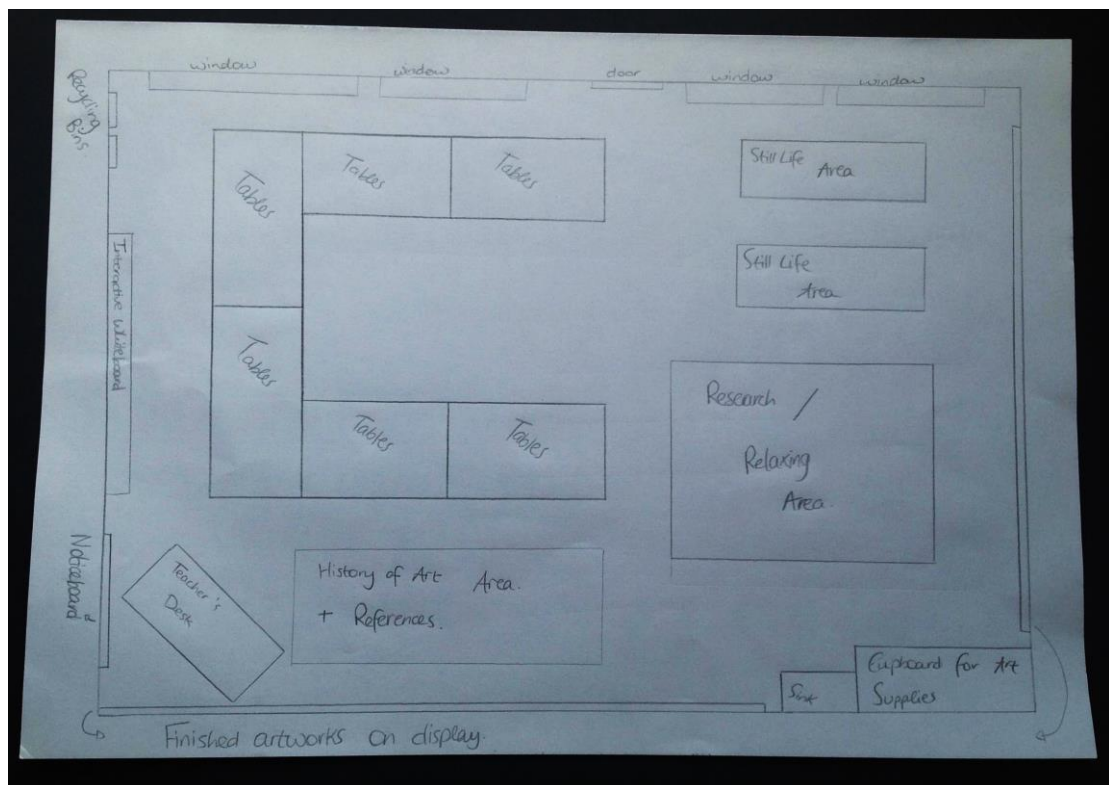 window
window
door
window
window
Recycling
Bins.
Tables
Tables
Tables
Still Life
Area
Still Life
Area
Interactive Whiteboard
Tables
Tables
Tables
Research /
Relaxing
Area.
Noticeboard
Teacher's
Desk
History of Art Area.
+ References.
Sink
Cupboard for Art
Supplies
Finished artworks on display.